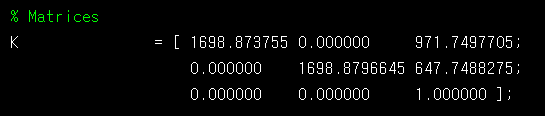 % Matrices
K = [ 1698.873755 0.000000 971.7497705;
0.000000 1698.8796645 647.7488275;
0.000000 0.000000 1.000000 ];